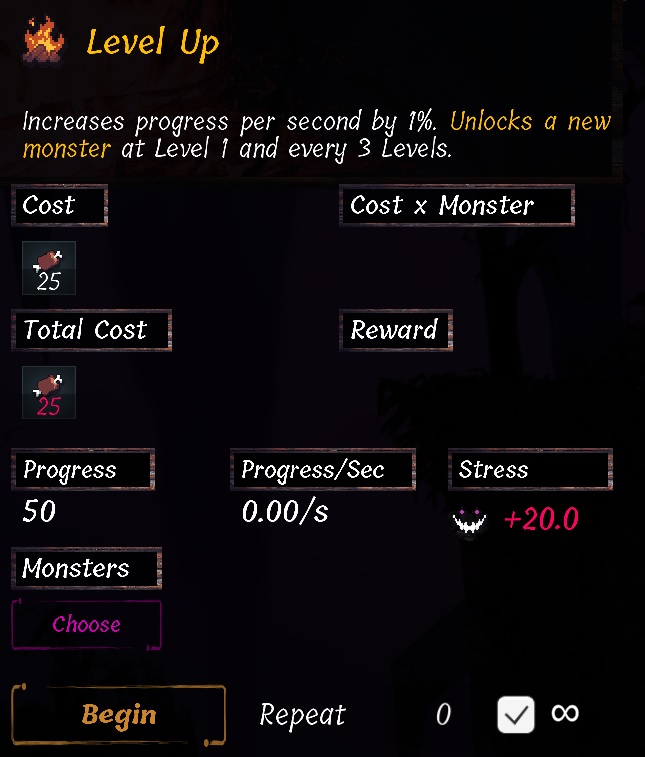 Level Up
Increases progress per second by 1%. Unlocks a new
monster at Level 1 and every 3 Levels.
Cost
Cost x Monster
25
Total Cost
Reward
25
Progress
Progress/Sec
Stress
50
0.00/s
+20.0
Monsters
Choose
Begin
Repeat
0
∞